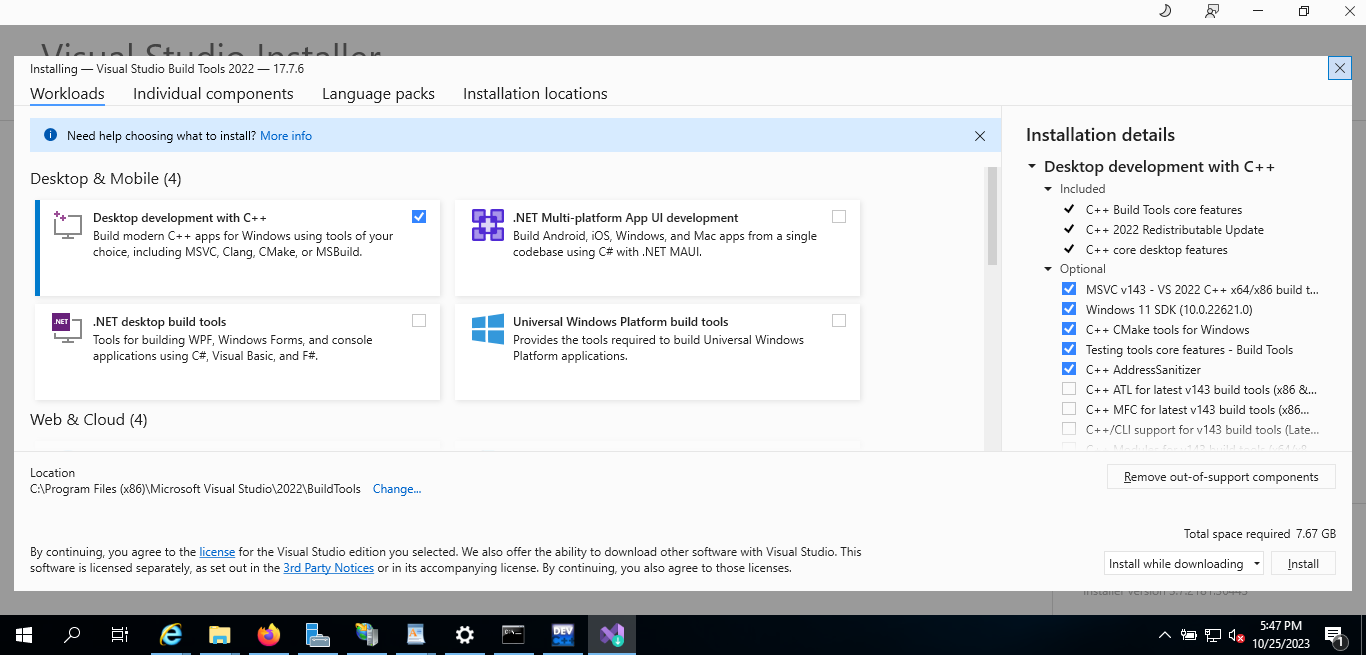 Visual Studio Installer
Installing — Visual Studio Build Tools 2022 — 17.7.6
Workloads
Individual components
Language packs
Installation locations
Need help choosing what to install? More info
Desktop & Mobile (4)
Desktop development with C++
Build modern C++ apps for Windows using tools of your
choice, including MSVC, Clang, CMake, or MSBuild.
.NET Multi-platform App UI development
Build Android, iOS, Windows, and Mac apps from a single
codebase using C# with .NET MAUI.
.NET
.NET desktop build tools
Tools for building WPF, Windows Forms, and console
applications using C#, Visual Basic, and F#.
Universal Windows Platform build tools
Provides the tools required to build Universal Windows
Platform applications.
Web & Cloud (4)
Installation details
Desktop development with C++
Included
C++ Build Tools core features
C++ 2022 Redistributable Update
C++ core desktop features
Optional
MSVC v143 - VS 2022 C++ x64/x86 build t...
Windows 11 SDK (10.0.22621.0)
C++ CMake tools for Windows
Testing tools core features - Build Tools
C++ AddressSanitizer
C++ ATL for latest v143 build tools (x86 &...
C++ MFC for latest v143 build tools (x86...
C++/CLI support for v143 build tools (Late...
Location
C:\Program Files (x86)\Microsoft Visual Studio\2022\BuildTools Change...
Remove out-of-support components
Total space required 7.67 GB
By continuing, you agree to the license for the Visual Studio edition you selected. We also offer the ability to download other software with Visual Studio. This
software is licensed separately, as set out in the 3rd Party Notices or in its accompanying license. By continuing, you also agree to those licenses.
Install while downloading
Install
DEV
5:47 PM
10/25/2023
1